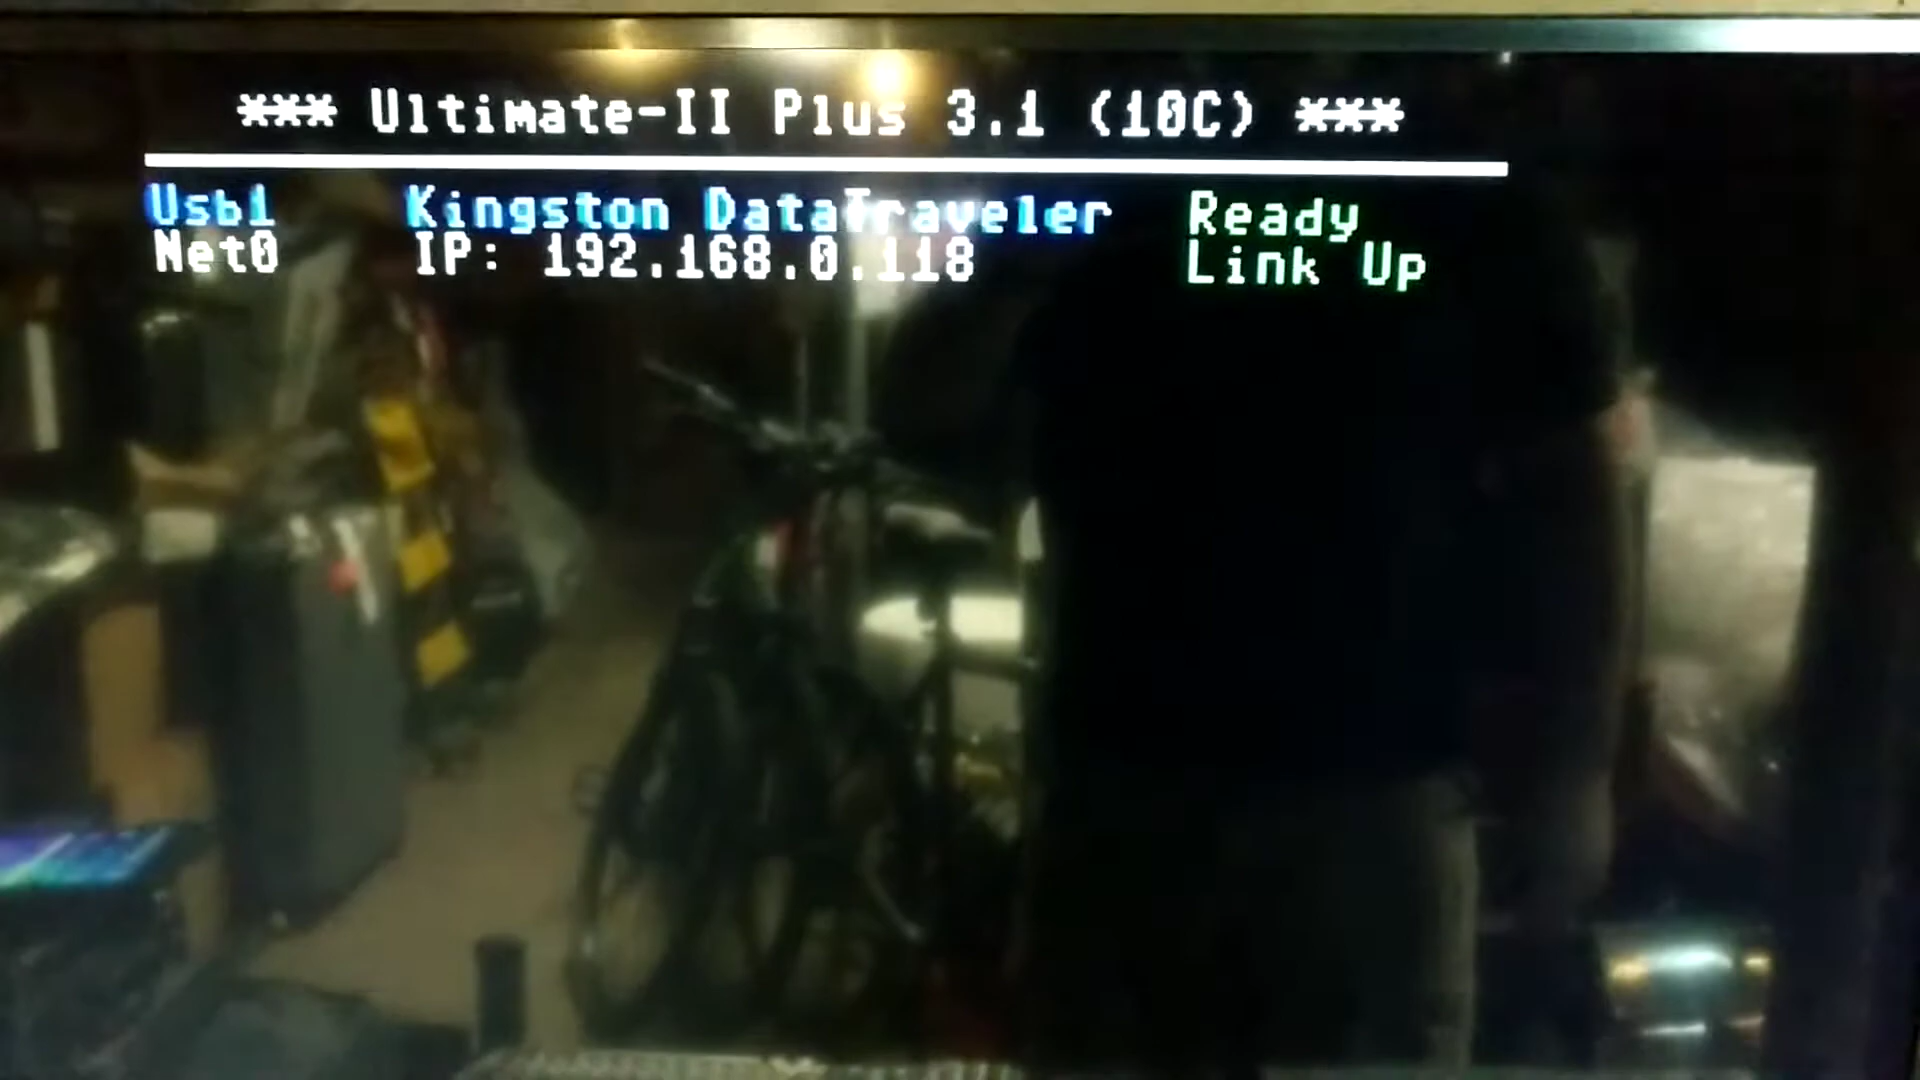 *** Ultimate-II Plus 3.1 (10C) ***
Usb1 Kingston DataTraveler Ready
Net0 IP: 192.168.0.118 Link Up